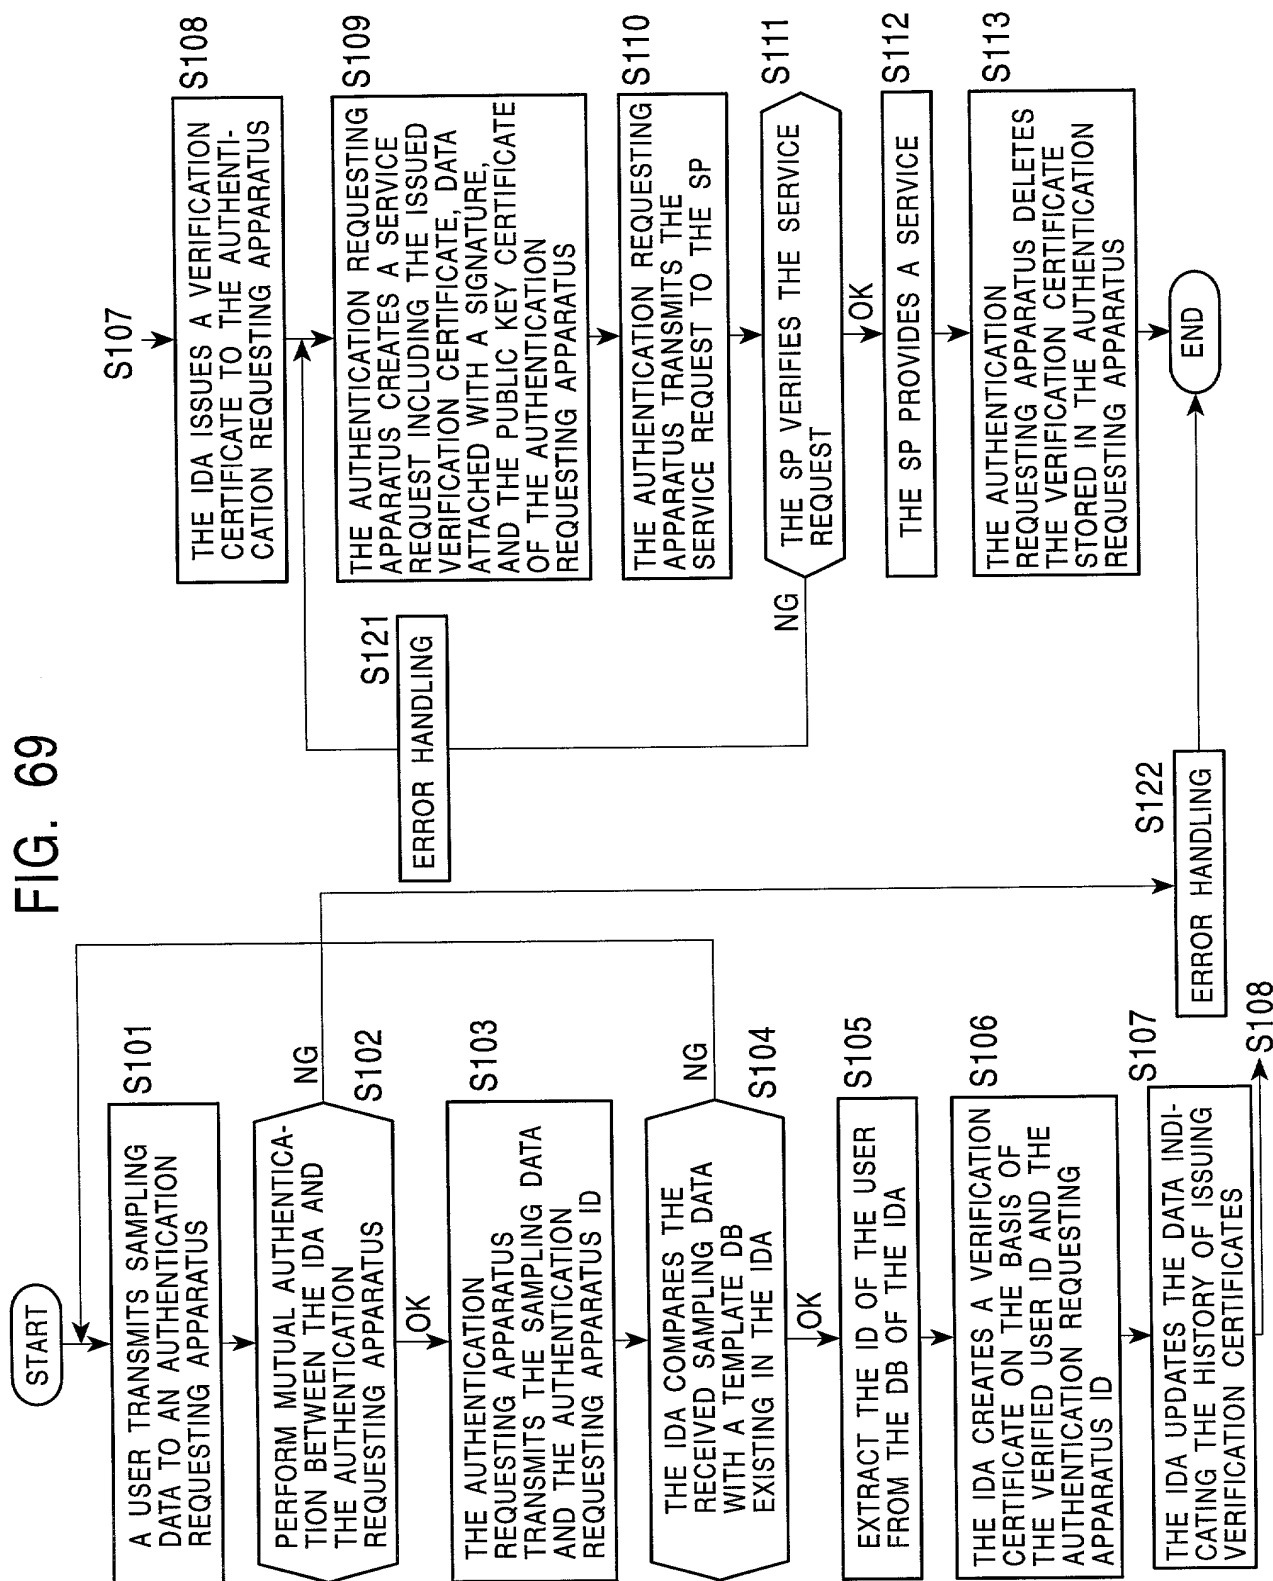 FIG. 69
START
S101
A USER TRANSMITS SAMPLING
DATA TO AN AUTHENTICATION
REQUESTING APPARATUS
S102
PERFORM MUTUAL AUTHENTICA-
TION BETWEEN THE IDA AND
THE AUTHENTICATION
REQUESTING APPARATUS
NG
OK
S103
THE AUTHENTICATION
REQUESTING APPARATUS
TRANSMITS THE SAMPLING DATA
AND THE AUTHENTICATION
REQUESTING APPARATUS ID
S104
THE IDA COMPARES THE
RECEIVED SAMPLING DATA
WITH A TEMPLATE DB
EXISTING IN THE IDA
NG
OK
S105
EXTRACT THE ID OF THE USER
FROM THE DB OF THE IDA
S106
THE IDA CREATES A VERIFICATION
CERTIFICATE ON THE BASIS OF
THE VERIFIED USER ID AND THE
AUTHENTICATION REQUESTING
APPARATUS ID
S107
THE IDA UPDATES THE DATA INDI-
CATING THE HISTORY OF ISSUING
VERIFICATION CERTIFICATES
S108
S107
S108
THE IDA ISSUES A VERIFICATION
CERTIFICATE TO THE AUTHENTI-
CATION REQUESTING APPARATUS
S109
THE AUTHENTICATION REQUESTING
APPARATUS CREATES A SERVICE
REQUEST INCLUDING THE ISSUED
VERIFICATION CERTIFICATE, DATA
ATTACHED WITH A SIGNATURE,
AND THE PUBLIC KEY CERTIFICATE
OF THE AUTHENTICATION
REQUESTING APPARATUS
S110
THE AUTHENTICATION REQUESTING
APPARATUS TRANSMITS THE
SERVICE REQUEST TO THE SP
S111
THE SP VERIFIES THE SERVICE
REQUEST
NG
OK
S121
ERROR HANDLING
S112
THE SP PROVIDES A SERVICE
S113
THE AUTHENTICATION
REQUESTING APPARATUS DELETES
THE VERIFICATION CERTIFICATE
STORED IN THE AUTHENTICATION
REQUESTING APPARATUS
S122
ERROR HANDLING
END